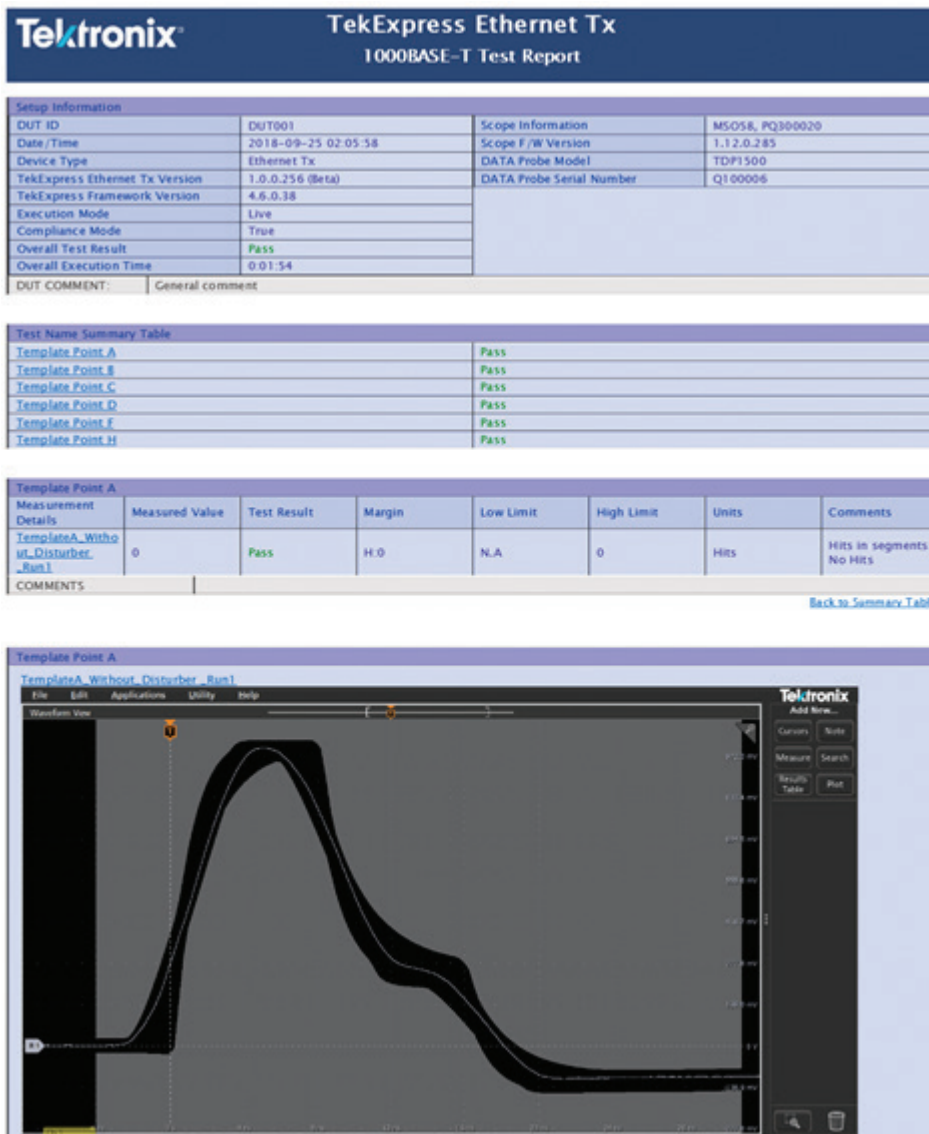 Tektronix
TekExpress Ethernet Tx
1000BASE-T Test Report
Setup Information
DUT ID DUT001 Scope Information MSO58, PQ300020
Date/Time 2018-09-25 02:05:58 Scope F/W Version 1.12.0.285
Device Type Ethernet Tx DATA Probe Model TDP1500
TekExpress Ethernet Tx Version 1.0.0.256 (Beta) DATA Probe Serial Number Q100006
TekExpress Framework Version 4.6.0.38
Execution Mode Live
Compliance Mode True
Overall Test Result Pass
Overall Execution Time 0:01:54
DUT COMMENT: General comment
Test Name Summary Table
Template Point A Pass
Template Point B Pass
Template Point C Pass
Template Point D Pass
Template Point F Pass
Template Point H Pass
Template Point A
Measurement Details Measured Value Test Result Margin Low Limit High Limit Units Comments
TemplateA_Witho
ut_Disturber
_Run1 0 Pass H:0 N.A 0 Hits Hits in segments
No Hits
COMMENTS
Back to Summary Tabl
Template Point A
TemplateA_Without_Disturber _Run1
File Edit Applications Utility Help
Tektronix
Waveform View
Add New...
Cursors Note
Measure Search
Results Table Plot
0 V